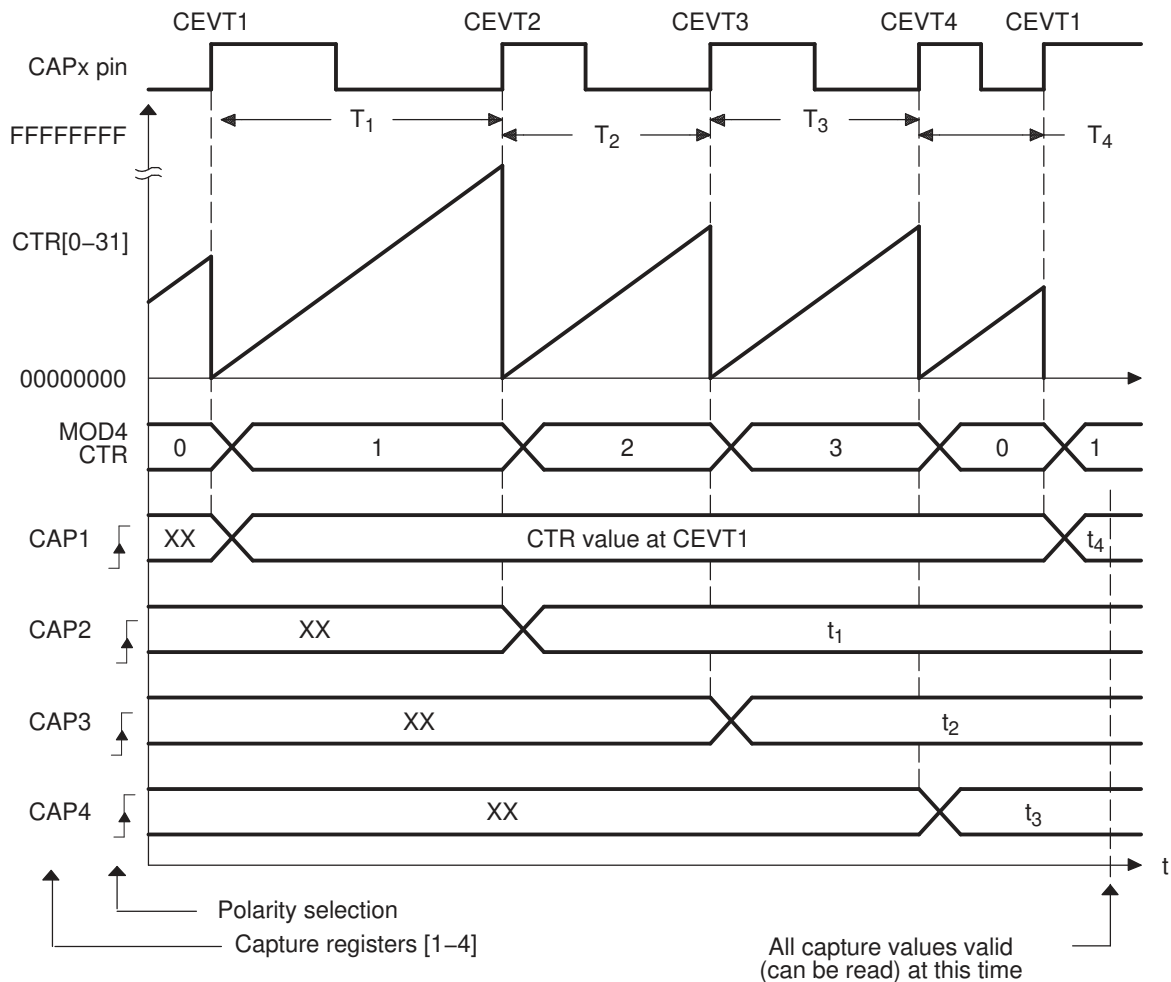 CEVT1 CEVT2 CEVT3 CEVT4 CEVT1
CAPx pin
T1 T3
FFFFFFFF T2 T4
CTR[0−31]
00000000
MOD4
CTR
0 1 2 3 0 1
CAP1 XX CTR value at CEVT1 t4
CAP2 XX t1
CAP3 XX t2
CAP4 XX t3
t
Polarity selection
Capture registers [1−4]
All capture values valid
(can be read) at this time